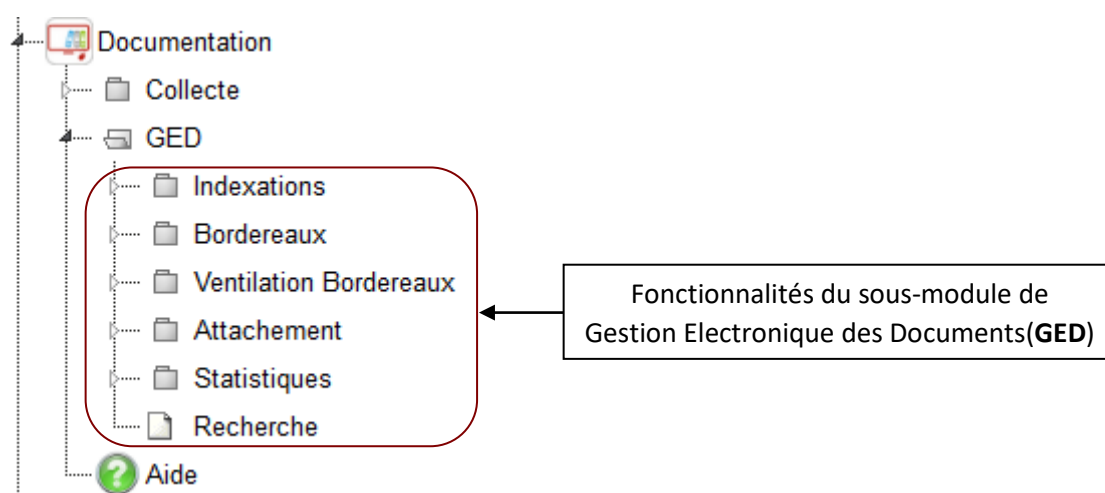 Documentation
Collecte
GED
Indexations
Bordereaux
Ventilation Bordereaux
Attachement
Statistiques
Recherche
Aide
Fonctionnalités du sous-module de
Gestion Electronique des Documents(GED)